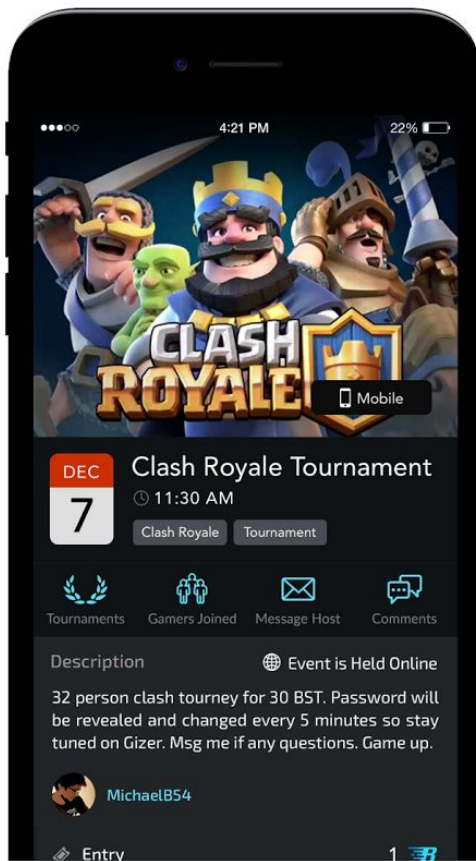 4:21 PM
22%
CLASH
ROYALE
Mobile
DEC
7
Clash Royale Tournament
11:30 AM
Clash Royale
Tournament
Tournaments
Gamers Joined
Message Host
Comments
Description
Event is Held Online
32 person clash tourney for 30 BST. Password will
be revealed and changed every 5 minutes so stay
tuned on Gizer. Msg me if any questions. Game up.
MichaelB54
Entry
1